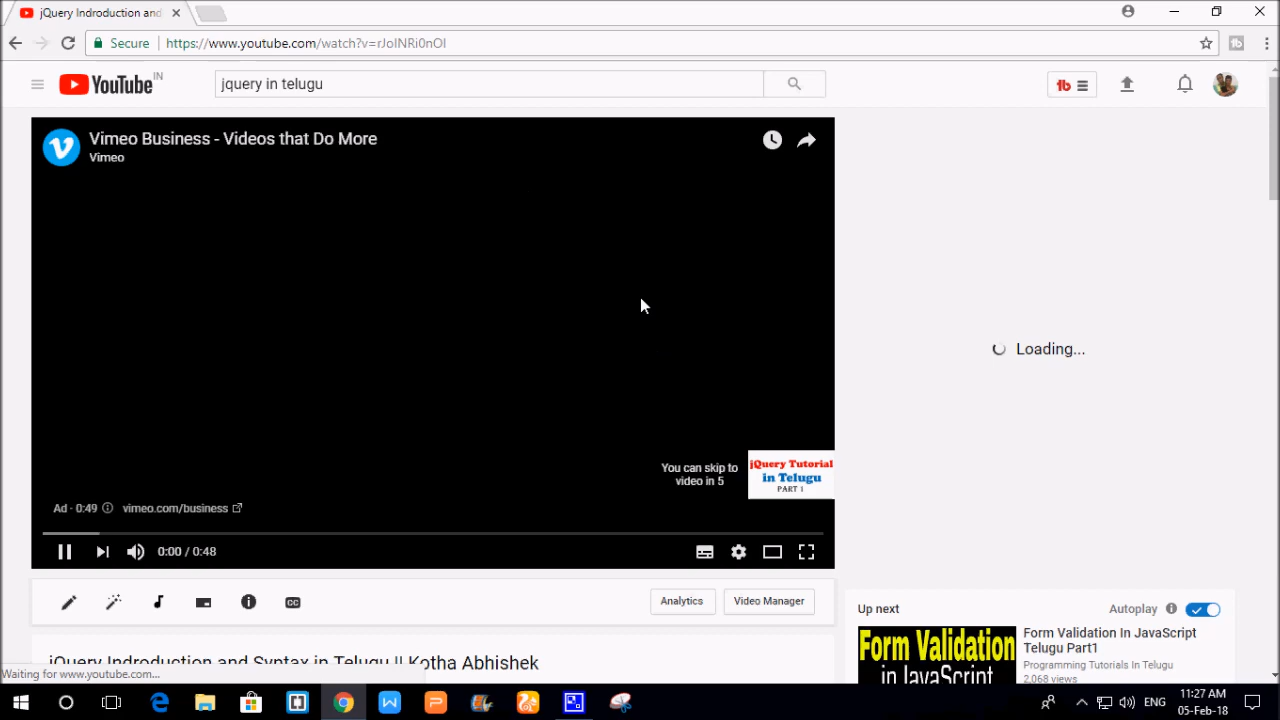 jQuery Indroduction and
Secure
https://www.youtube.com/watch?v=rJoINRi0nOI
YouTube IN
jquery in telugu
tb
Vimeo Business - Videos that Do More
Vimeo
Loading...
You can skip to
video in 5
jQuery Tutorial
in Telugu
PART 1
Ad · 0:49
vimeo.com/business
0:00 / 0:48
CC
Analytics
Video Manager
Up next
Autoplay
jQuery Indroduction and Syntax in Telugu || Kotha Abhishek
Form Validation
in JavaScript
Form Validation In JavaScript
Telugu Part1
Programming Tutorials In Telugu
2,068 views
Waiting for www.youtube.com...
ENG
11:27 AM
05-Feb-18